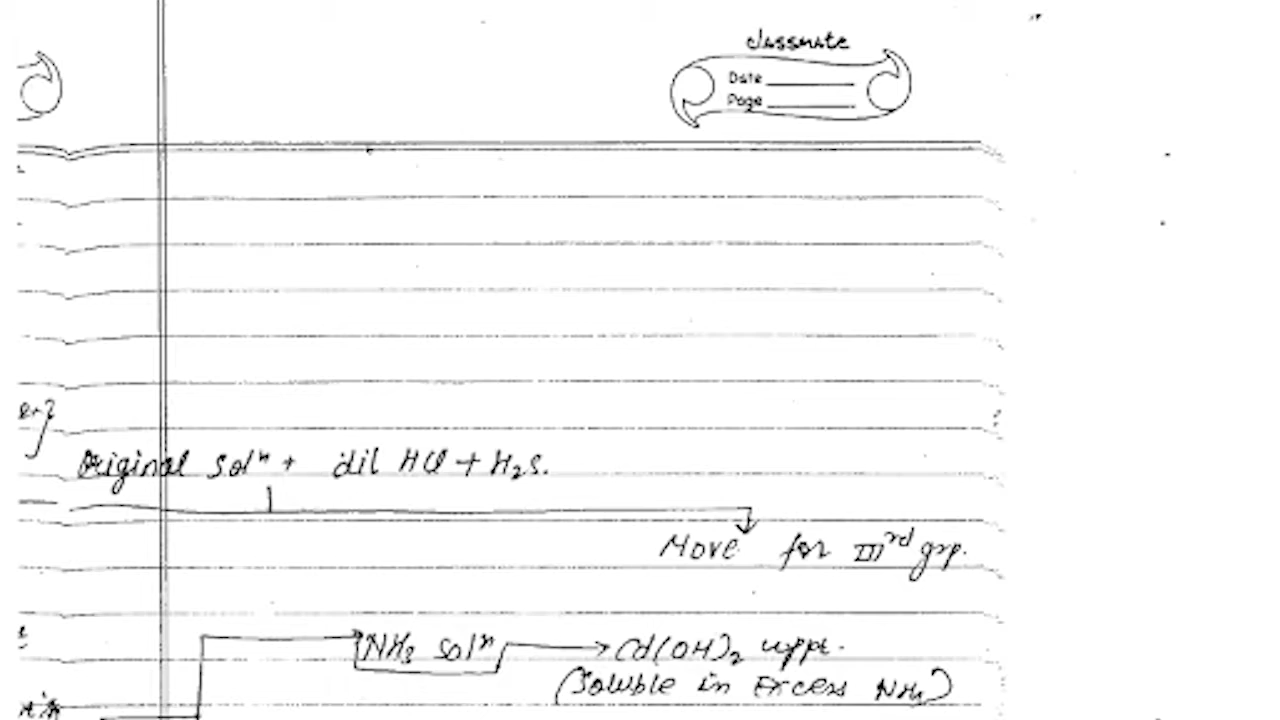 classmate
Date
Page
Original solⁿ + dil HCl + H₂S.
Move for IIIʳᵈ grp.
NH₃ solⁿ → Cd(OH)₂ wppt.
(Soluble in Excess NH₃)